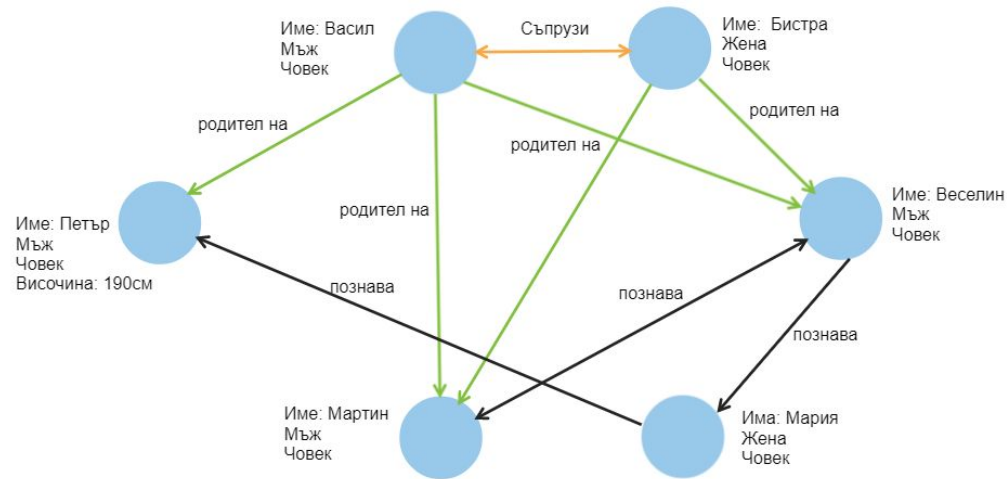 Име: Васил
Мъж
Човек
Съпрузи
Име: Бистра
Жена
Човек
родител на
родител на
родител на
родител на
Име: Петър
Мъж
Човек
Височина: 190см
Име: Веселин
Мъж
Човек
познава
познава
познава
Име: Мартин
Мъж
Човек
Има: Мария
Жена
Човек